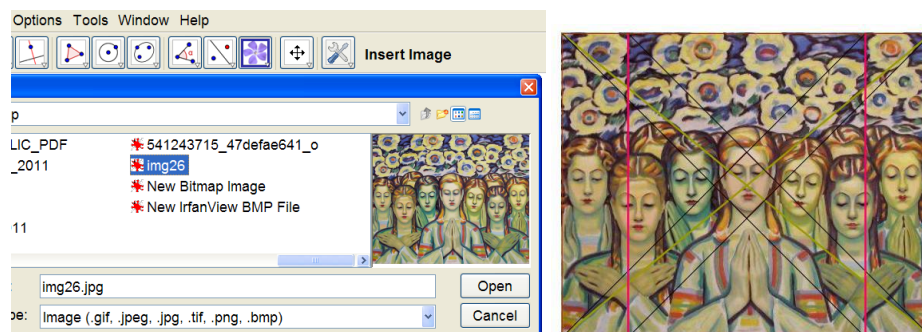 Options Tools Window Help
Insert Image
p
LIC_PDF
541243715_47defae641_o
_2011
img26
New Bitmap Image
New IrfanView BMP File
11
img26.jpg
Open
pe:
Image (.gif, .jpeg, .jpg, .tif, .png, .bmp)
Cancel